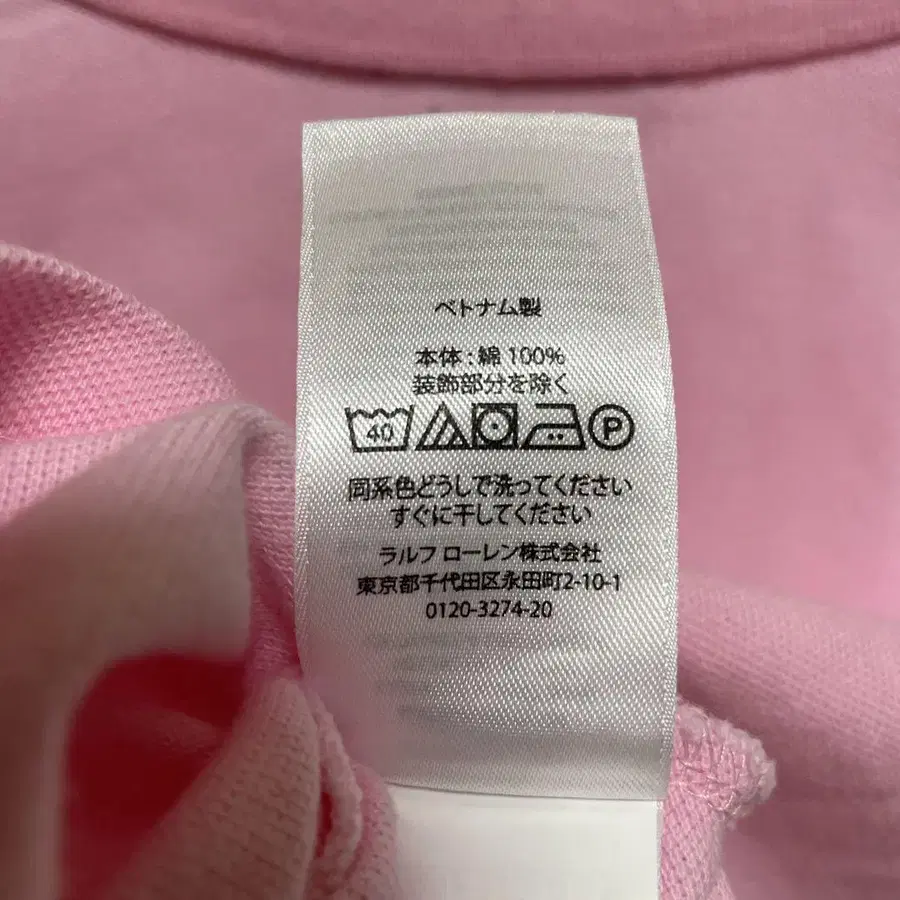 ベトナム製
本体 : 綿 100%
装飾部分を除く
40 P
同系色どうしで洗ってください
すぐに干してください
ラルフ ローレン株式会社
東京都千代田区永田町2-10-1
0120-3274-20